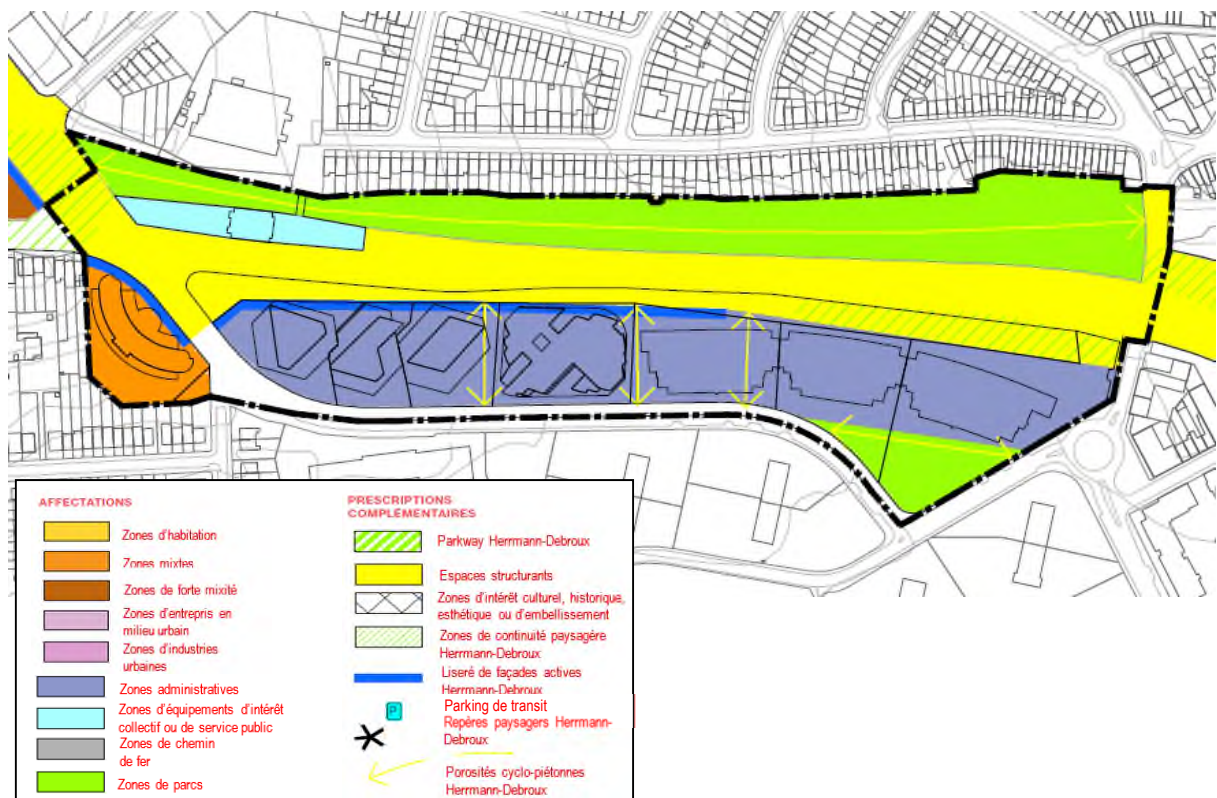 AFFECTATIONS
Zones d'habitation
Zones mixtes
Zones de forte mixité
Zones d'entrepris en
milieu urbain
Zones d'industries
urbaines
Zones administratives
Zones d'équipements d'intérêt
collectif ou de service public
Zones de chemin
de fer
Zones de parcs
PRESCRIPTIONS
COMPLÉMENTAIRES
Parkway Herrmann-Debroux
Espaces structurants
Zones d'intérêt culturel, historique,
esthétique ou d'embellissement
Zones de continuité paysagère
Herrmann-Debroux
Liseré de façades actives
Herrmann-Debroux
P
Parking de transit
Repères paysagers Herrmann-
Debroux
Porosités cyclo-piétonnes
Herrmann-Debroux